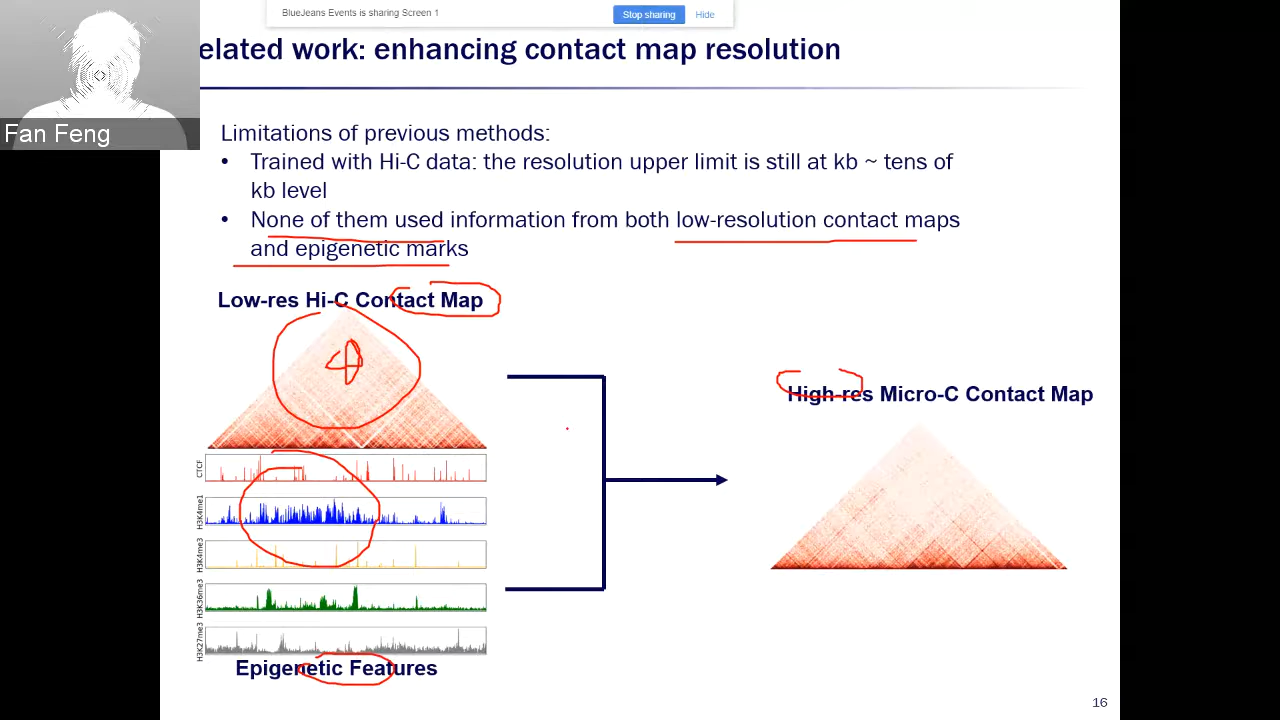 BlueJeans Events is sharing Screen 1
Stop sharing
Hide
elated work: enhancing contact map resolution
Fan Feng
Limitations of previous methods:
• Trained with Hi-C data: the resolution upper limit is still at kb ~ tens of
kb level
• None of them used information from both low-resolution contact maps
and epigenetic marks
Low-res Hi-C Contact Map
High-res Micro-C Contact Map
CTCF
H3K4me1
H3K4me3
H3K36me3
H3K27me3
Epigenetic Features
16